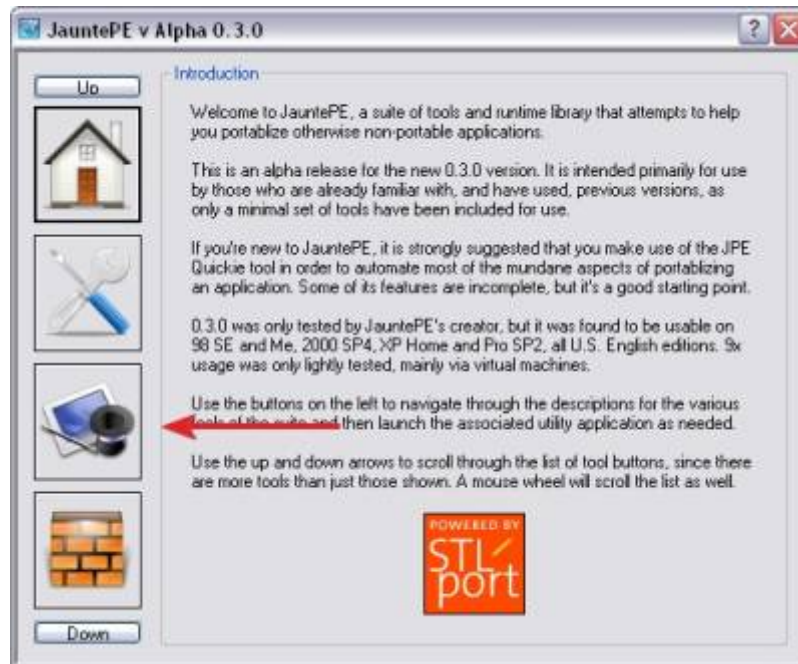 JauntePE v Alpha 0.3.0
Up
Introduction
Welcome to JauntePE, a suite of tools and runtime library that attempts to help
you portablize otherwise non-portable applications.
This is an alpha release for the new 0.3.0 version. It is intended primarily for use
by those who are already familiar with, and have used, previous versions, as
only a minimal set of tools have been included for use.
If you're new to JauntePE, it is strongly suggested that you make use of the JPE
Quickie tool in order to automate most of the mundane aspects of portablizing
an application. Some of its features are incomplete, but it's a good starting point.
0.3.0 was only tested by JauntePE's creator, but it was found to be usable on
98 SE and Me, 2000 SP4, XP Home and Pro SP2, all U.S. English editions. 9x
usage was only lightly tested, mainly via virtual machines.
Use the buttons on the left to navigate through the descriptions for the various
tools of the suite and then launch the associated utility application as needed.
Use the up and down arrows to scroll through the list of tool buttons, since there
are more tools than just those shown. A mouse wheel will scroll the list as well.
POWERED BY
STL
port
Down